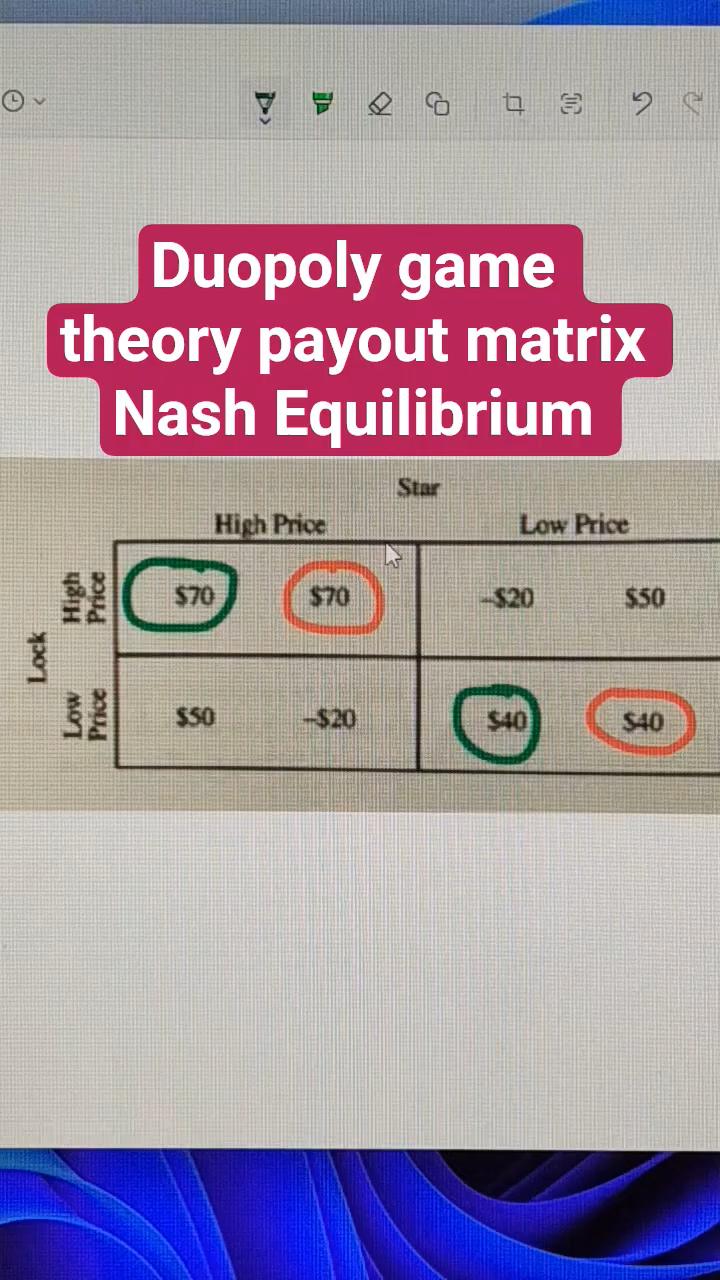 Duopoly game
theory payout matrix
Nash Equilibrium
Star
High Price Low Price
Lock
High
Price
$70 $70 -$20 $50
Low
Price
$50 -$20 $40 $40